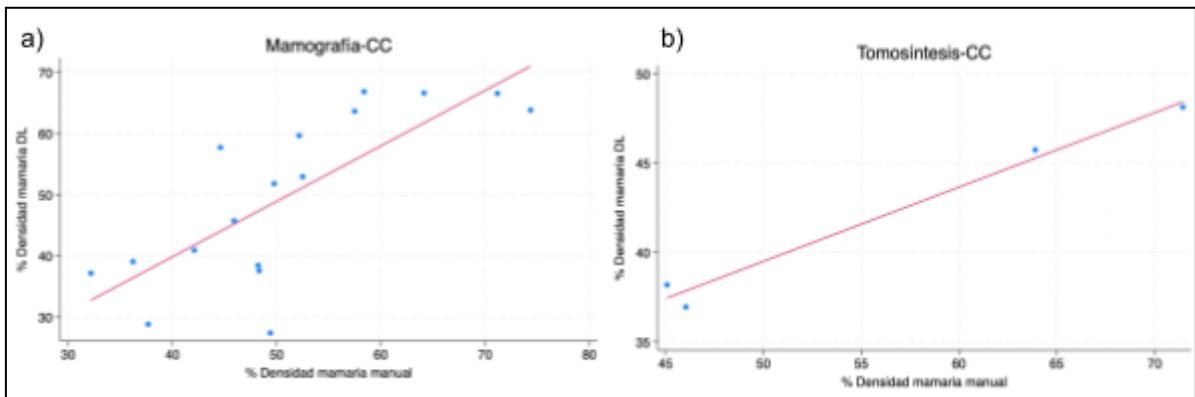 a)
Mamografía-CC
% Densidad mamaria DL
70
60
50
40
30
30 40 50 60 70 80
% Densidad mamaria manual
b)
Tomosíntesis-CC
% Densidad mamaria DL
50
45
40
35
45 50 55 60 65 70
% Densidad mamaria manual